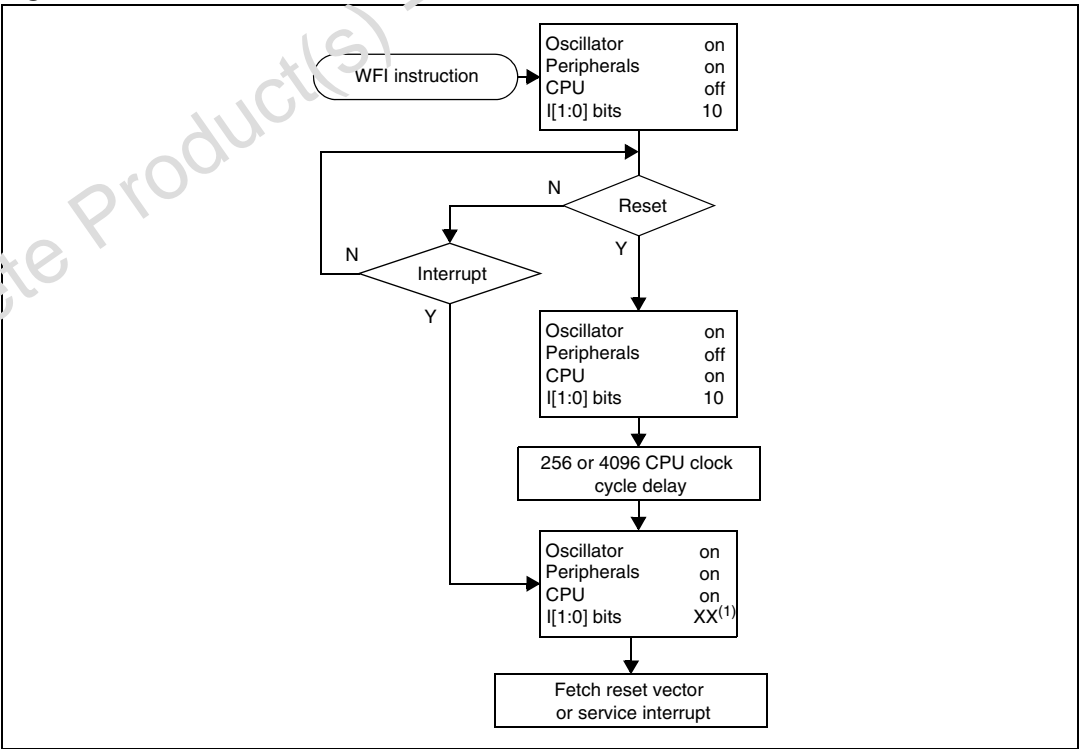 ete Product(s)
WFI instruction
Oscillator on
Peripherals on
CPU off
I[1:0] bits 10
N
Reset
Y
N
Interrupt
Y
Oscillator on
Peripherals off
CPU on
I[1:0] bits 10
256 or 4096 CPU clock
cycle delay
Oscillator on
Peripherals on
CPU on
I[1:0] bits XX(1)
Fetch reset vector
or service interrupt